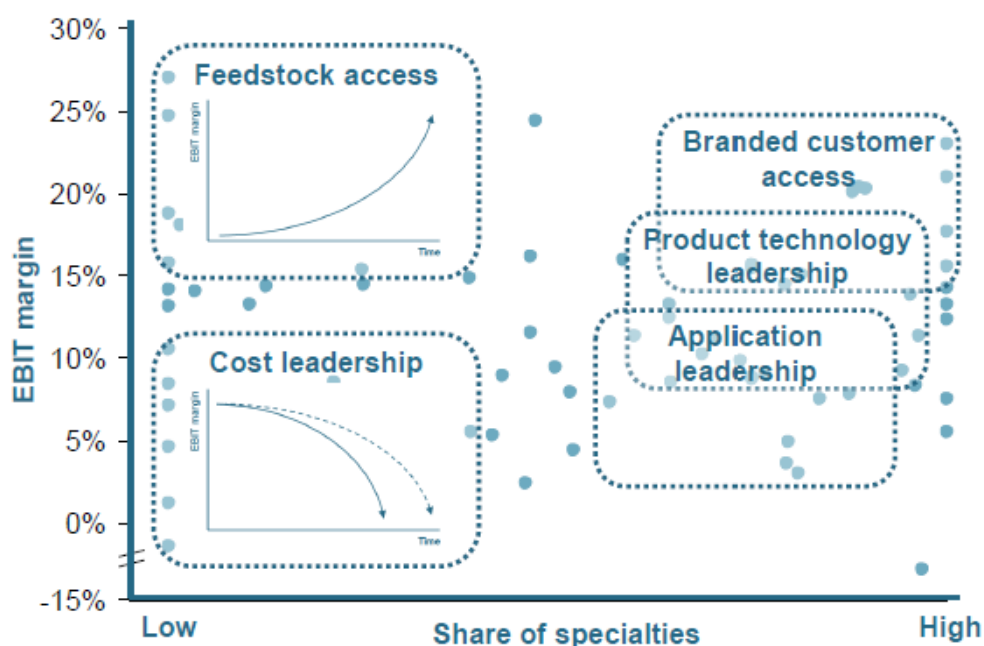 30%
25%
20%
15%
10%
5%
0%
-15%
EBIT margin
Feedstock access
EBIT margin
Time
Cost leadership
EBIT margin
Time
Branded customer
access
Product technology
leadership
Application
leadership
Low
Share of specialties
High